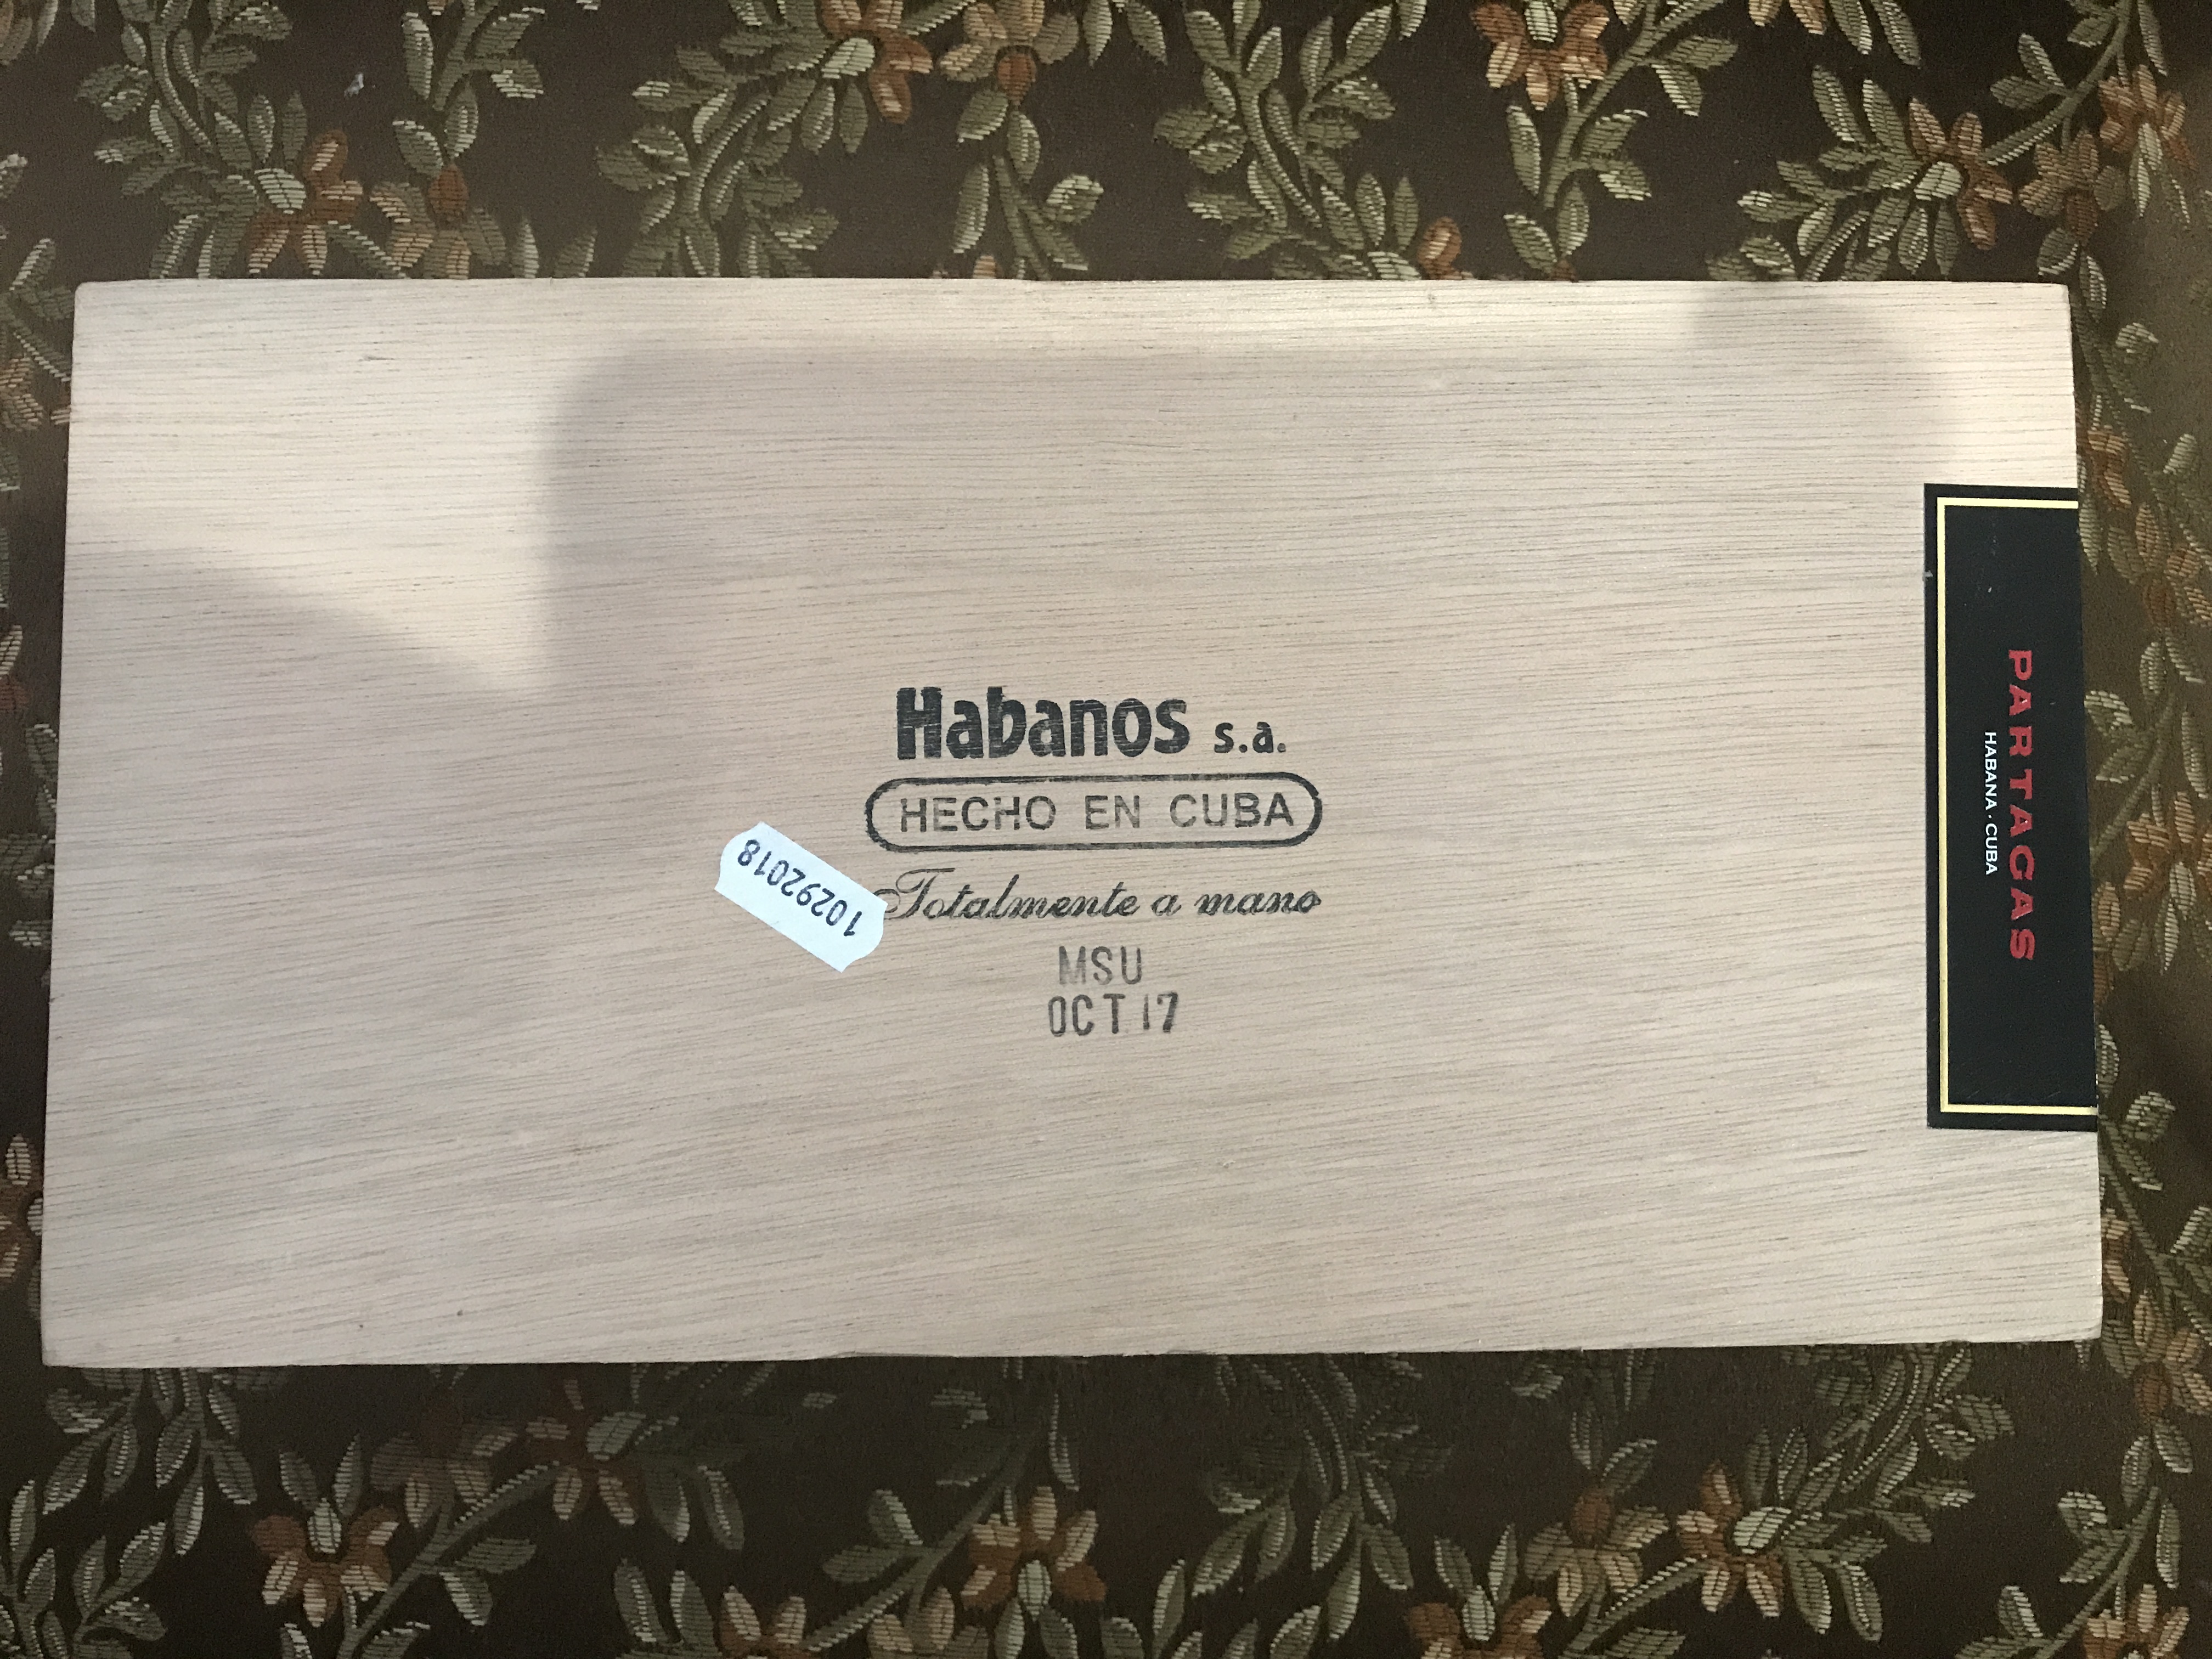 Habanos s.a.
HECHO EN CUBA
Totalmente a mano
MSU
OCT 17
10292018
PARTAGAS
HABANA · CUBA